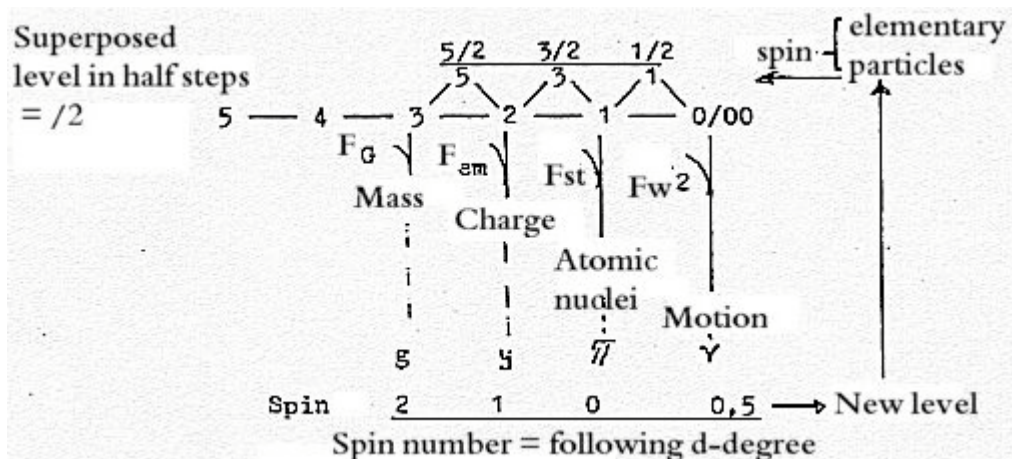 Superposed
level in half steps
= /2
5/2 3/2 1/2
spin
elementary
particles
5 3 1
5 — 4 — 3 — 2 — 1 — 0/00
FG Fem Fst Fw 2
Mass
Charge
Atomic
nuclei
Motion
g y π γ
Spin 2 1 0 0,5 New level
Spin number = following d-degree